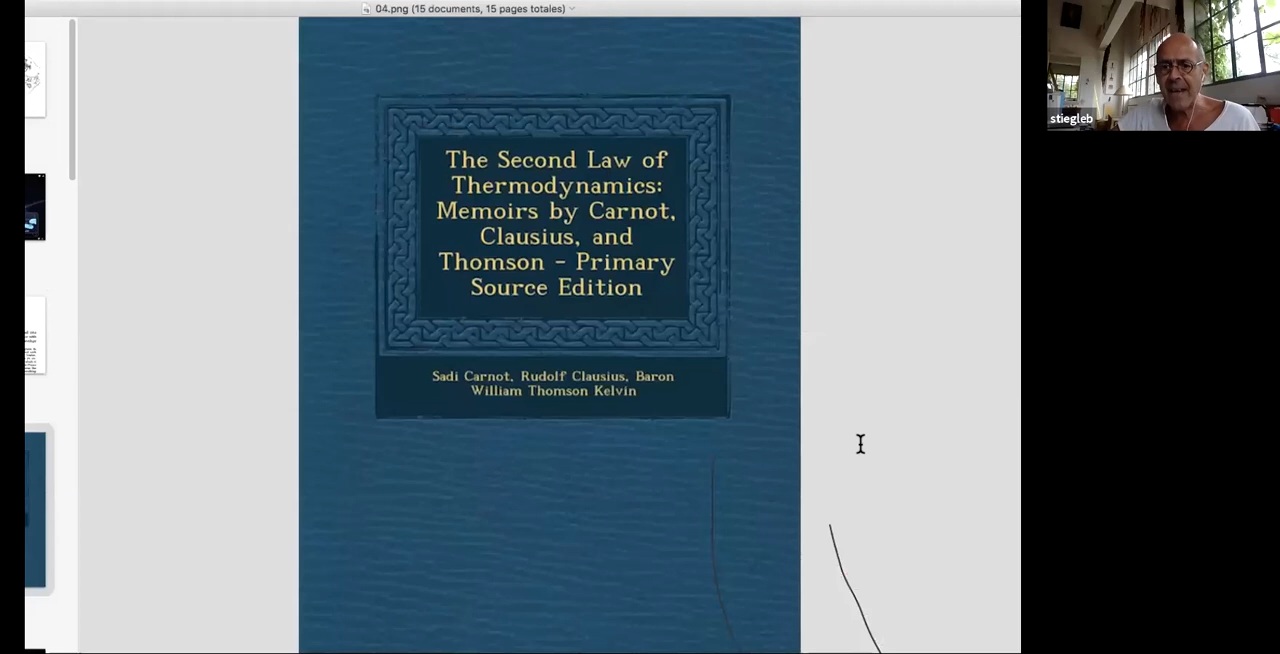 04.png (15 documents, 15 pages totales)
stiegleb
The Second Law of
Thermodynamics:
Memoirs by Carnot,
Clausius, and
Thomson - Primary
Source Edition
Sadi Carnot, Rudolf Clausius, Baron
William Thomson Kelvin